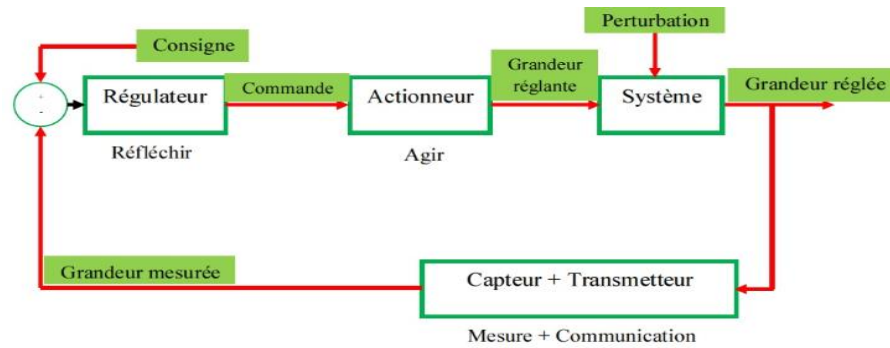 Consigne
Perturbation
+
-
Régulateur
Commande
Actionneur
Grandeur
réglante
Système
Grandeur réglée
Réfléchir
Agir
Grandeur mesurée
Capteur + Transmetteur
Mesure + Communication